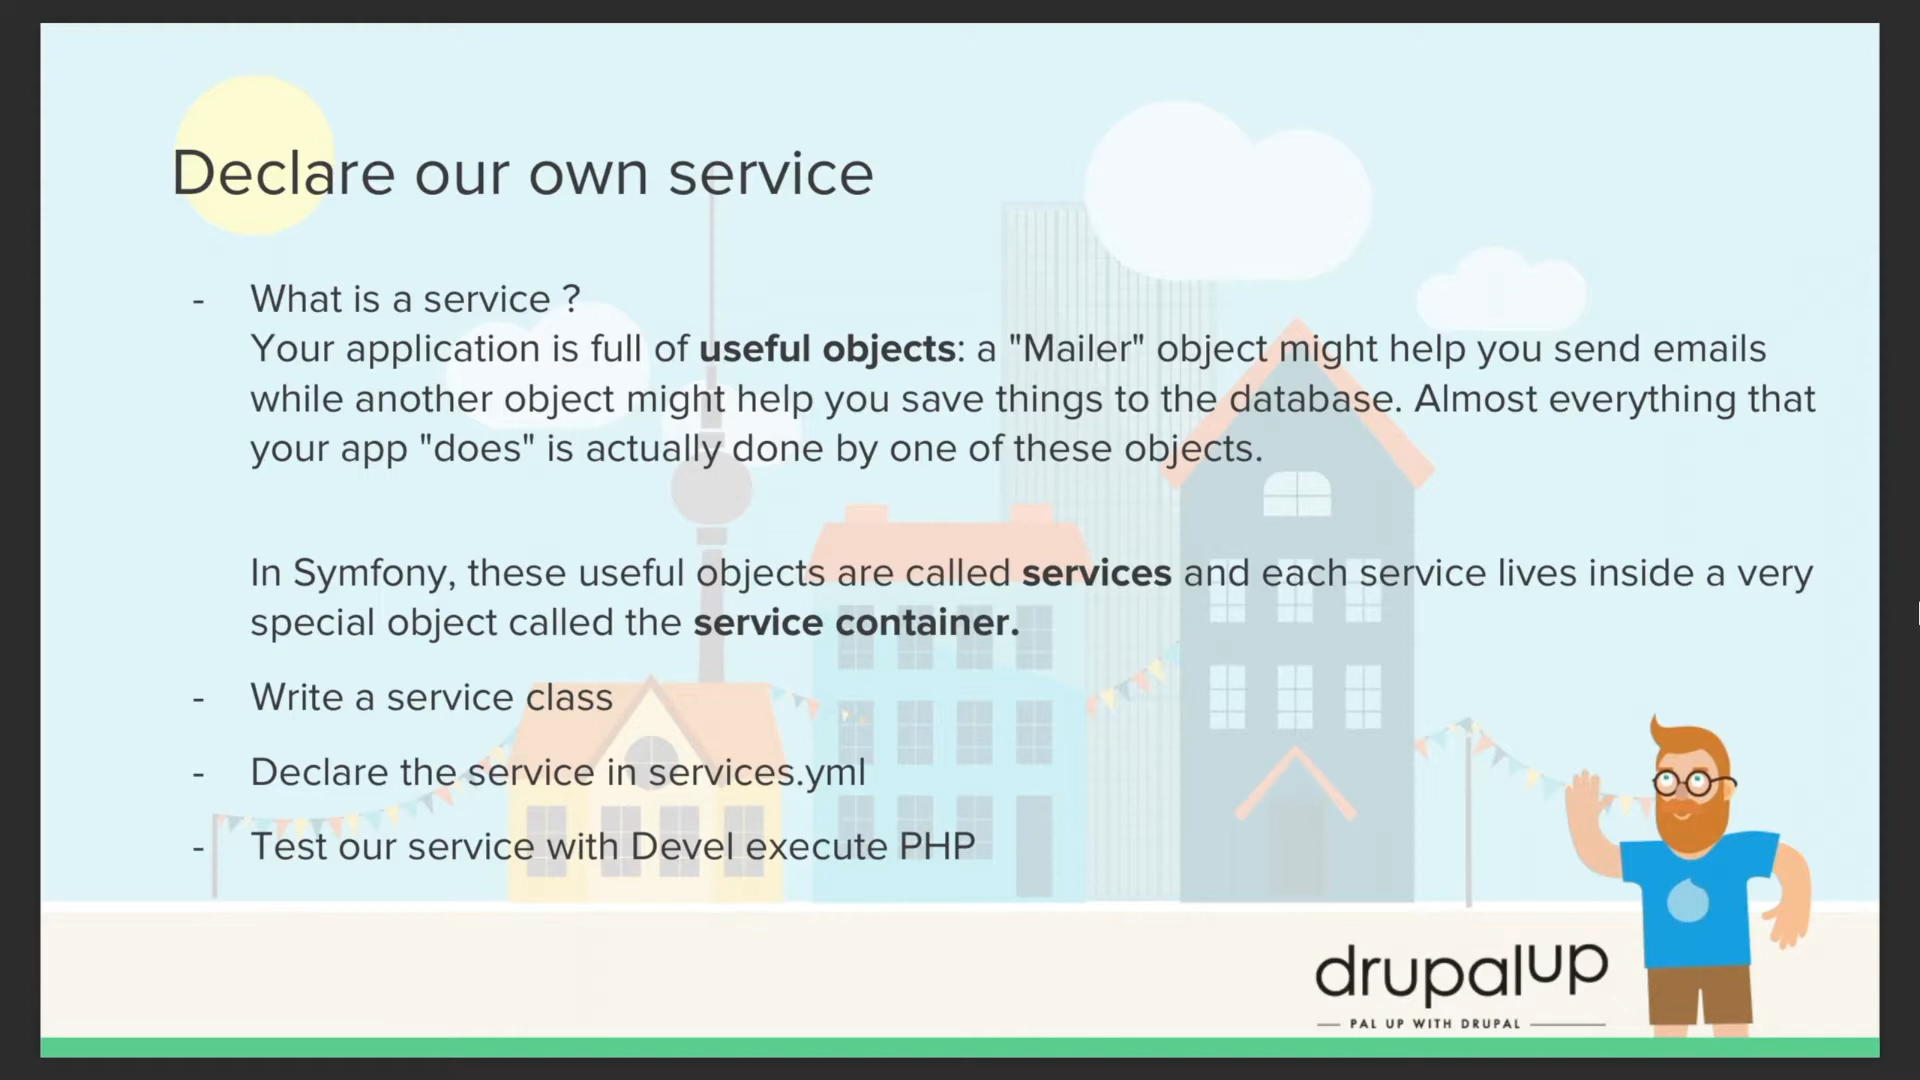 Declare our own service
- What is a service ?
Your application is full of useful objects: a "Mailer" object might help you send emails
while another object might help you save things to the database. Almost everything that
your app "does" is actually done by one of these objects.
In Symfony, these useful objects are called services and each service lives inside a very
special object called the service container.
- Write a service class
- Declare the service in services.yml
- Test our service with Devel execute PHP
drupalup
PAL UP WITH DRUPAL